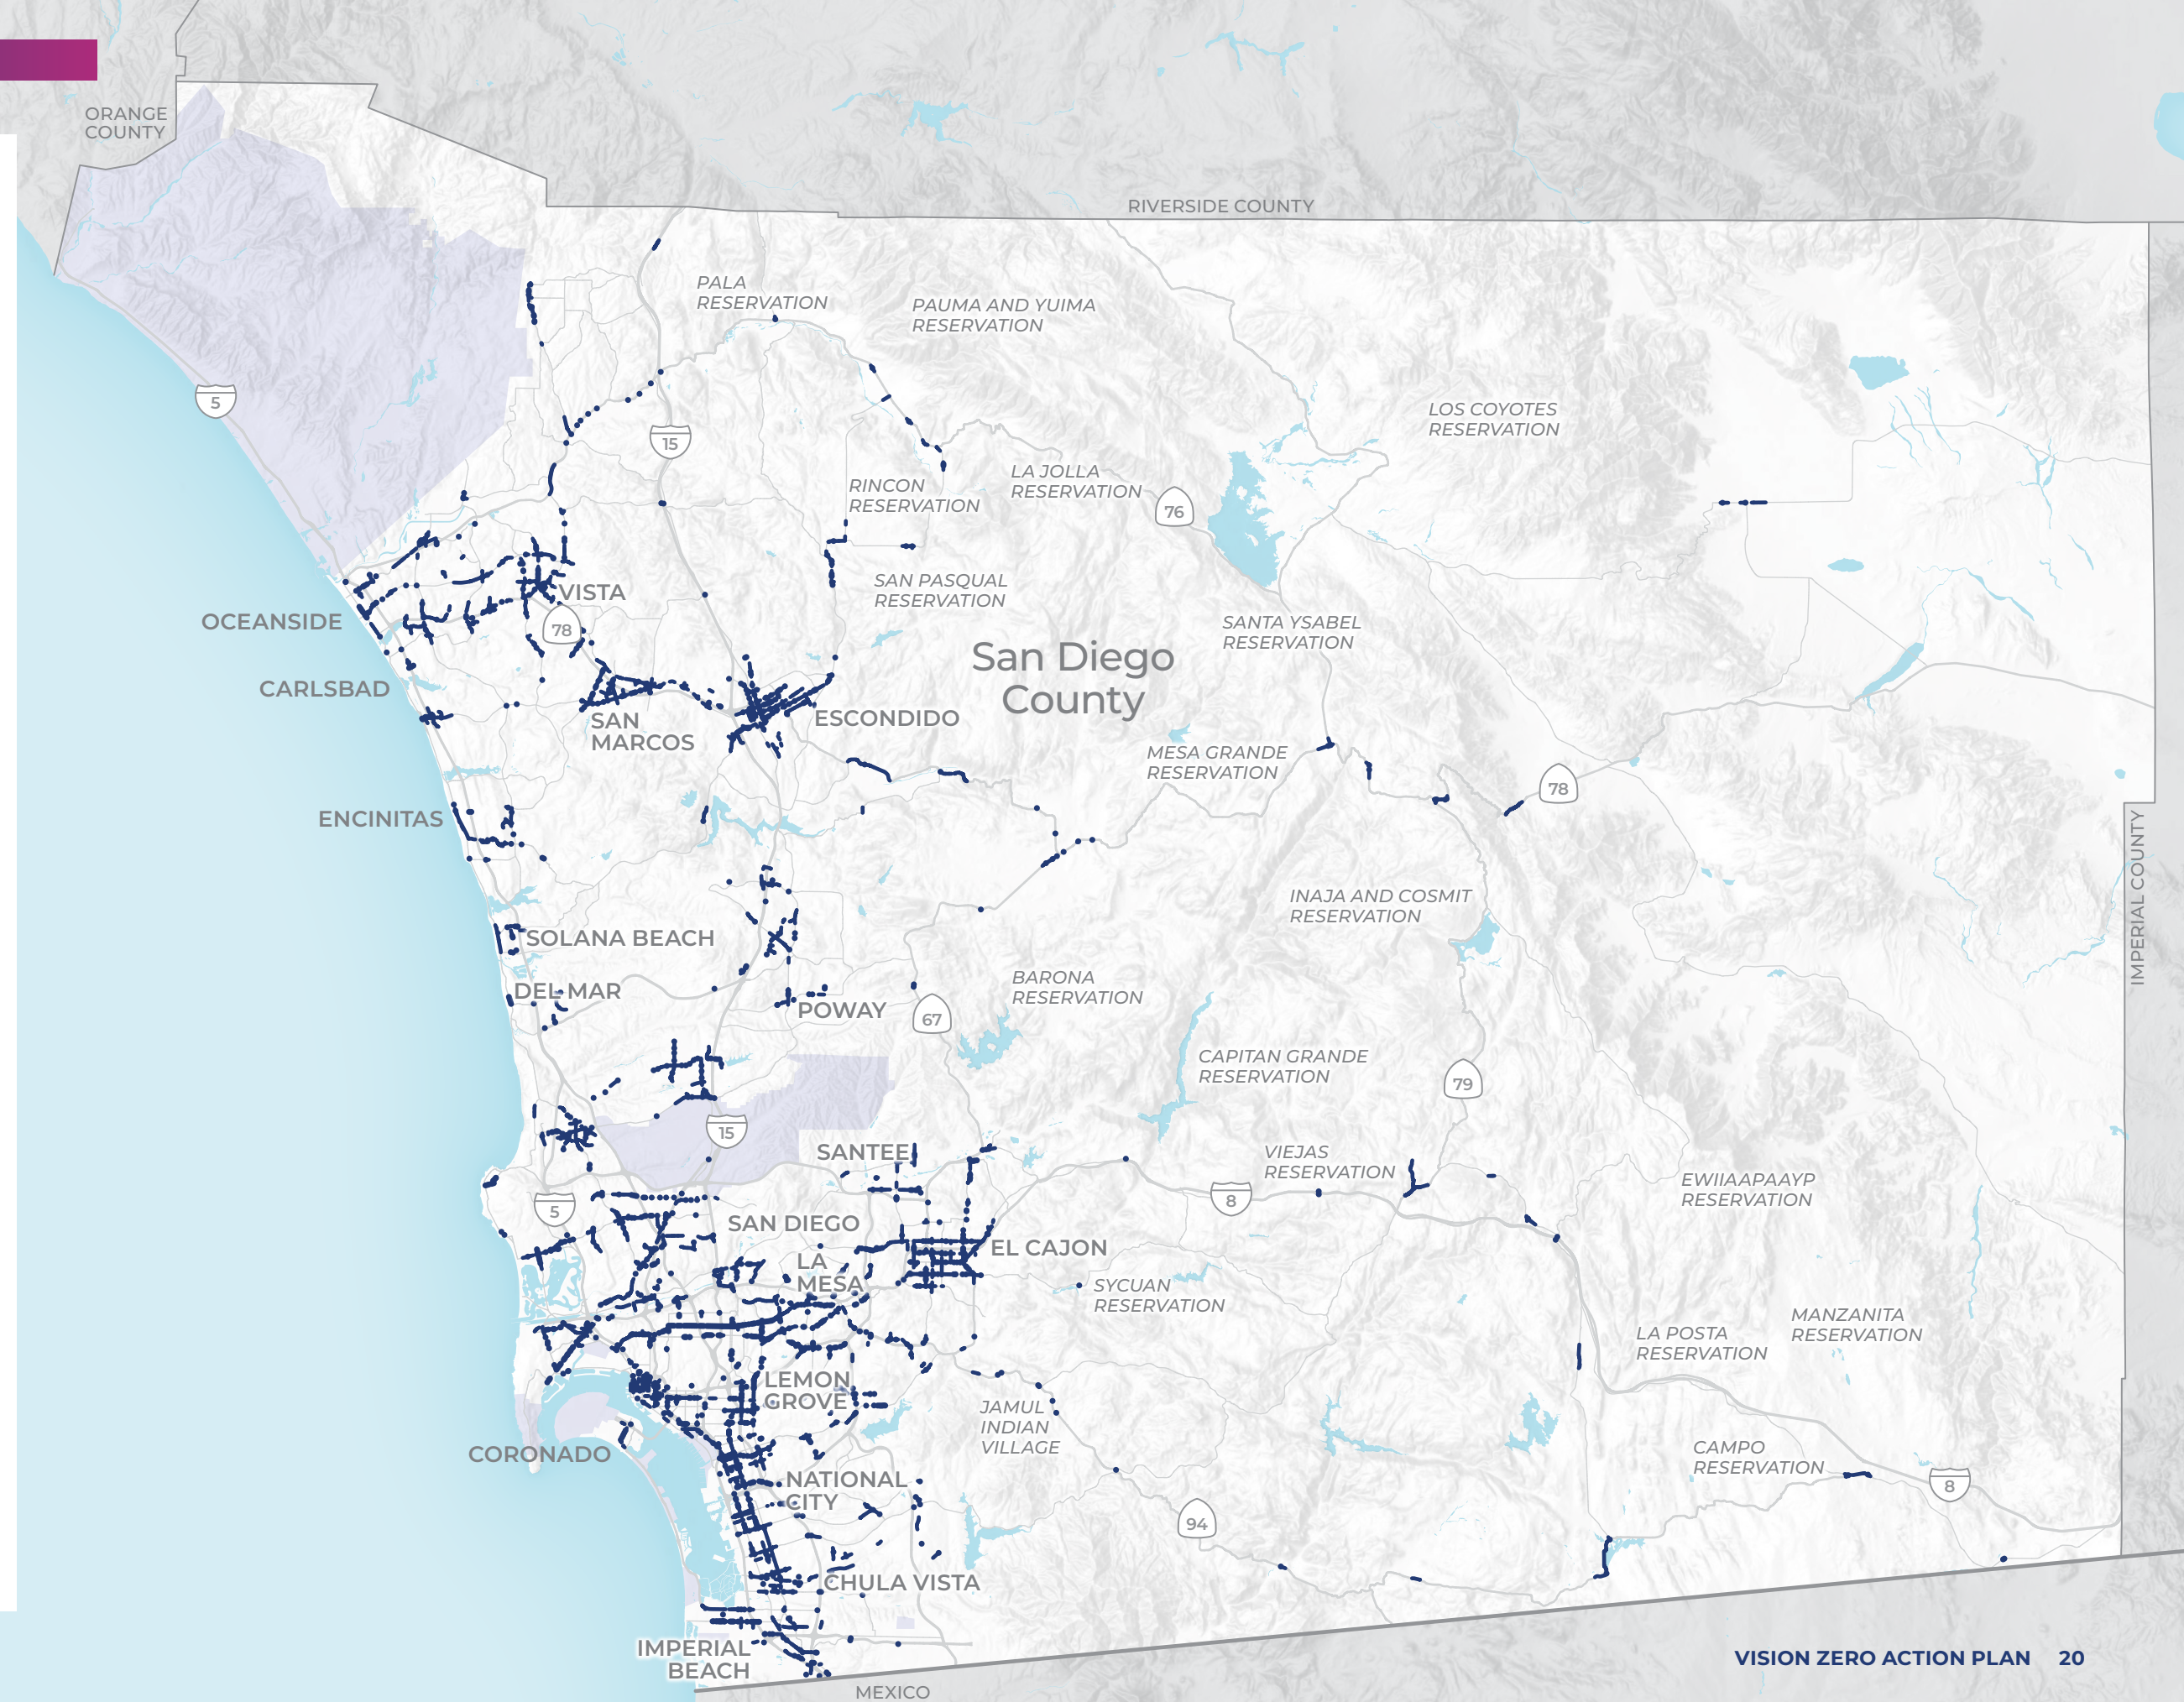 ORANGE
COUNTY
RIVERSIDE COUNTY
PALA
RESERVATION
PAUMA AND YUIMA
RESERVATION
5
15
LOS COYOTES
RESERVATION
RINCON
RESERVATION
LA JOLLA
RESERVATION
76
SAN PASQUAL
RESERVATION
VISTA
OCEANSIDE
78
SANTA YSABEL
RESERVATION
San Diego
County
CARLSBAD
SAN
MARCOS
ESCONDIDO
MESA GRANDE
RESERVATION
78
ENCINITAS
IMPERIAL COUNTY
INAJA AND COSMIT
RESERVATION
SOLANA BEACH
DEL MAR
BARONA
RESERVATION
POWAY
67
CAPITAN GRANDE
RESERVATION
79
15
SANTEE
VIEJAS
RESERVATION
EWIIAAPAAYP
RESERVATION
5
8
SAN DIEGO
EL CAJON
LA
MESA
SYCUAN
RESERVATION
MANZANITA
RESERVATION
LA POSTA
RESERVATION
LEMON
GROVE
JAMUL
INDIAN
VILLAGE
CORONADO
CAMPO
RESERVATION
NATIONAL
CITY
8
94
CHULA VISTA
IMPERIAL
BEACH
MEXICO
VISION ZERO ACTION PLAN 20